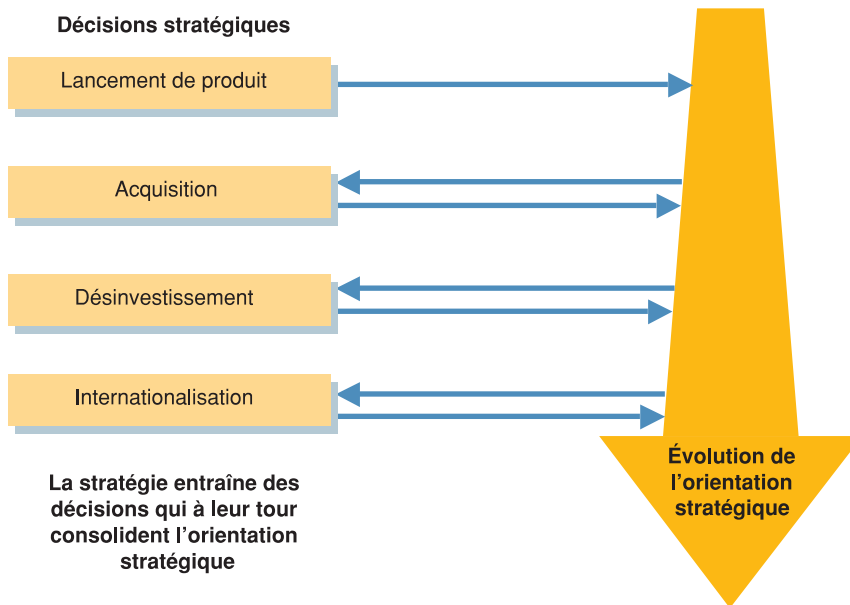 Décisions stratégiques
Lancement de produit
Acquisition
Désinvestissement
Internationalisation
La stratégie entraîne des
décisions qui à leur tour
consolident l’orientation
stratégique
Évolution de
l’orientation
stratégique